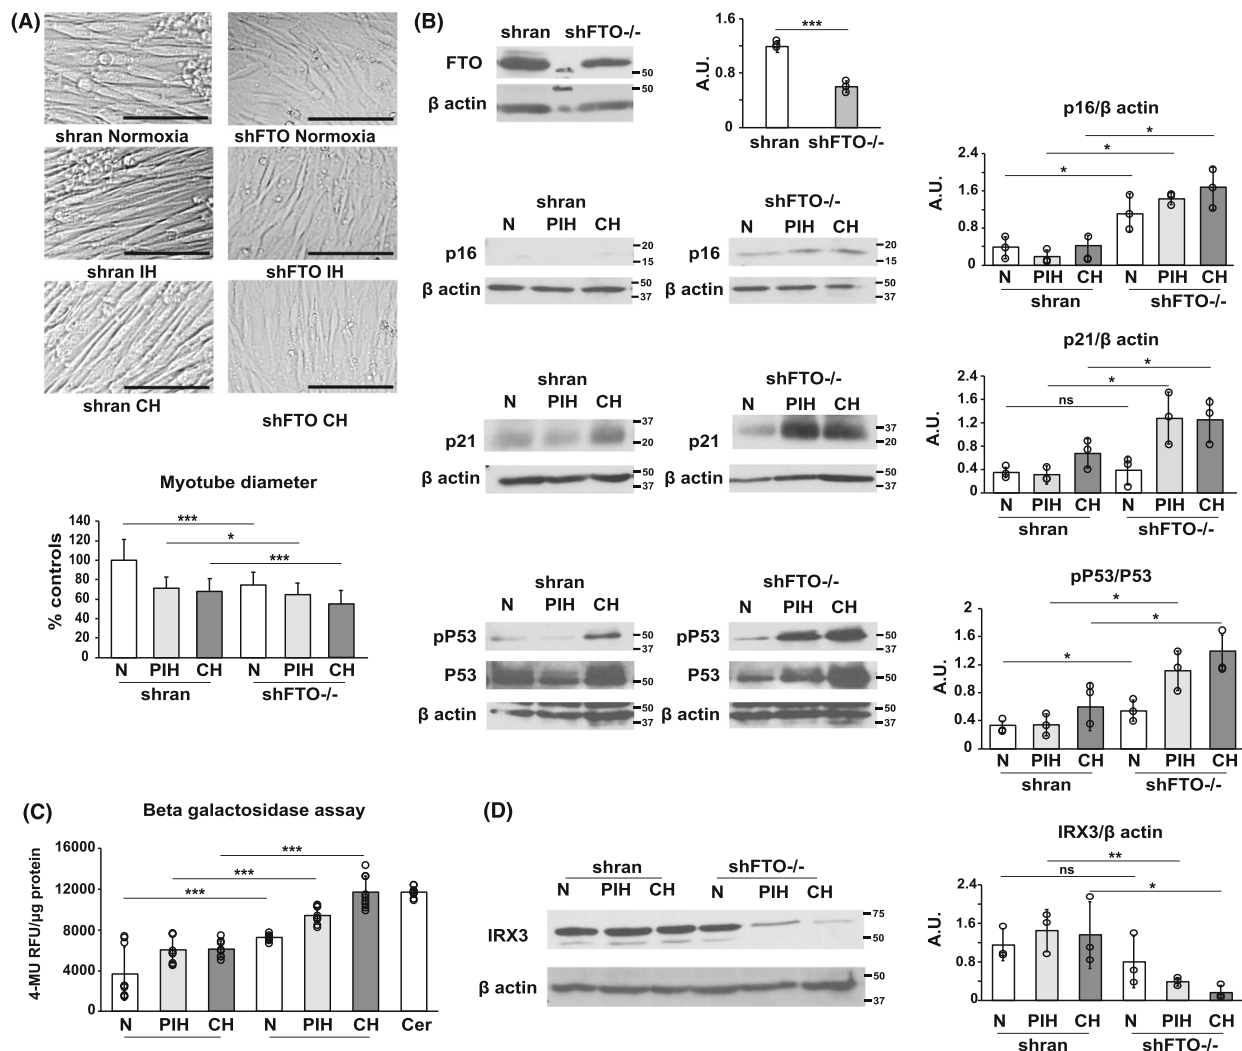 (A)
shran Normoxia
shFTO Normoxia
shran IH
shFTO IH
shran CH
shFTO CH
Myotube diameter
% controls
140
120
100
80
60
40
20
0
***
*
***
N PIH CH N PIH CH
shran shFTO-/-
(B)
shran shFTO-/-
FTO
50
β actin
50
A.U.
1.6
0.8
0
***
shran shFTO-/-
shran
N PIH CH
p16
20
15
β actin
50
37
shFTO-/-
N PIH CH
p16
20
15
β actin
50
37
p16/β actin
A.U.
2.4
1.6
0.8
0
*
*
*
N PIH CH N PIH CH
shran shFTO-/-
shran
N PIH CH
p21
37
20
β actin
50
37
shFTO-/-
N PIH CH
p21
37
20
β actin
50
37
p21/β actin
A.U.
2.4
1.6
1.2
0.8
0.4
0
*
*
ns
N PIH CH N PIH CH
shran shFTO-/-
shran
N PIH CH
pP53
50
37
P53
50
β actin
50
37
shFTO-/-
N PIH CH
pP53
50
37
P53
50
β actin
50
37
pP53/P53
A.U.
2
1.6
1.2
0.8
0.4
0
*
*
*
N PIH CH N PIH CH
shran shFTO-/-
(C)
Beta galactosidase assay
4-MU RFU/µg protein
16000
12000
8000
4000
0
***
***
***
N PIH CH N PIH CH Cer
(D)
shran shFTO-/-
N PIH CH N PIH CH
IRX3
75
50
β actin
50
37
IRX3/β actin
A.U.
2.4
1.6
0.8
0
**
ns
*
N PIH CH N PIH CH
shran shFTO-/-